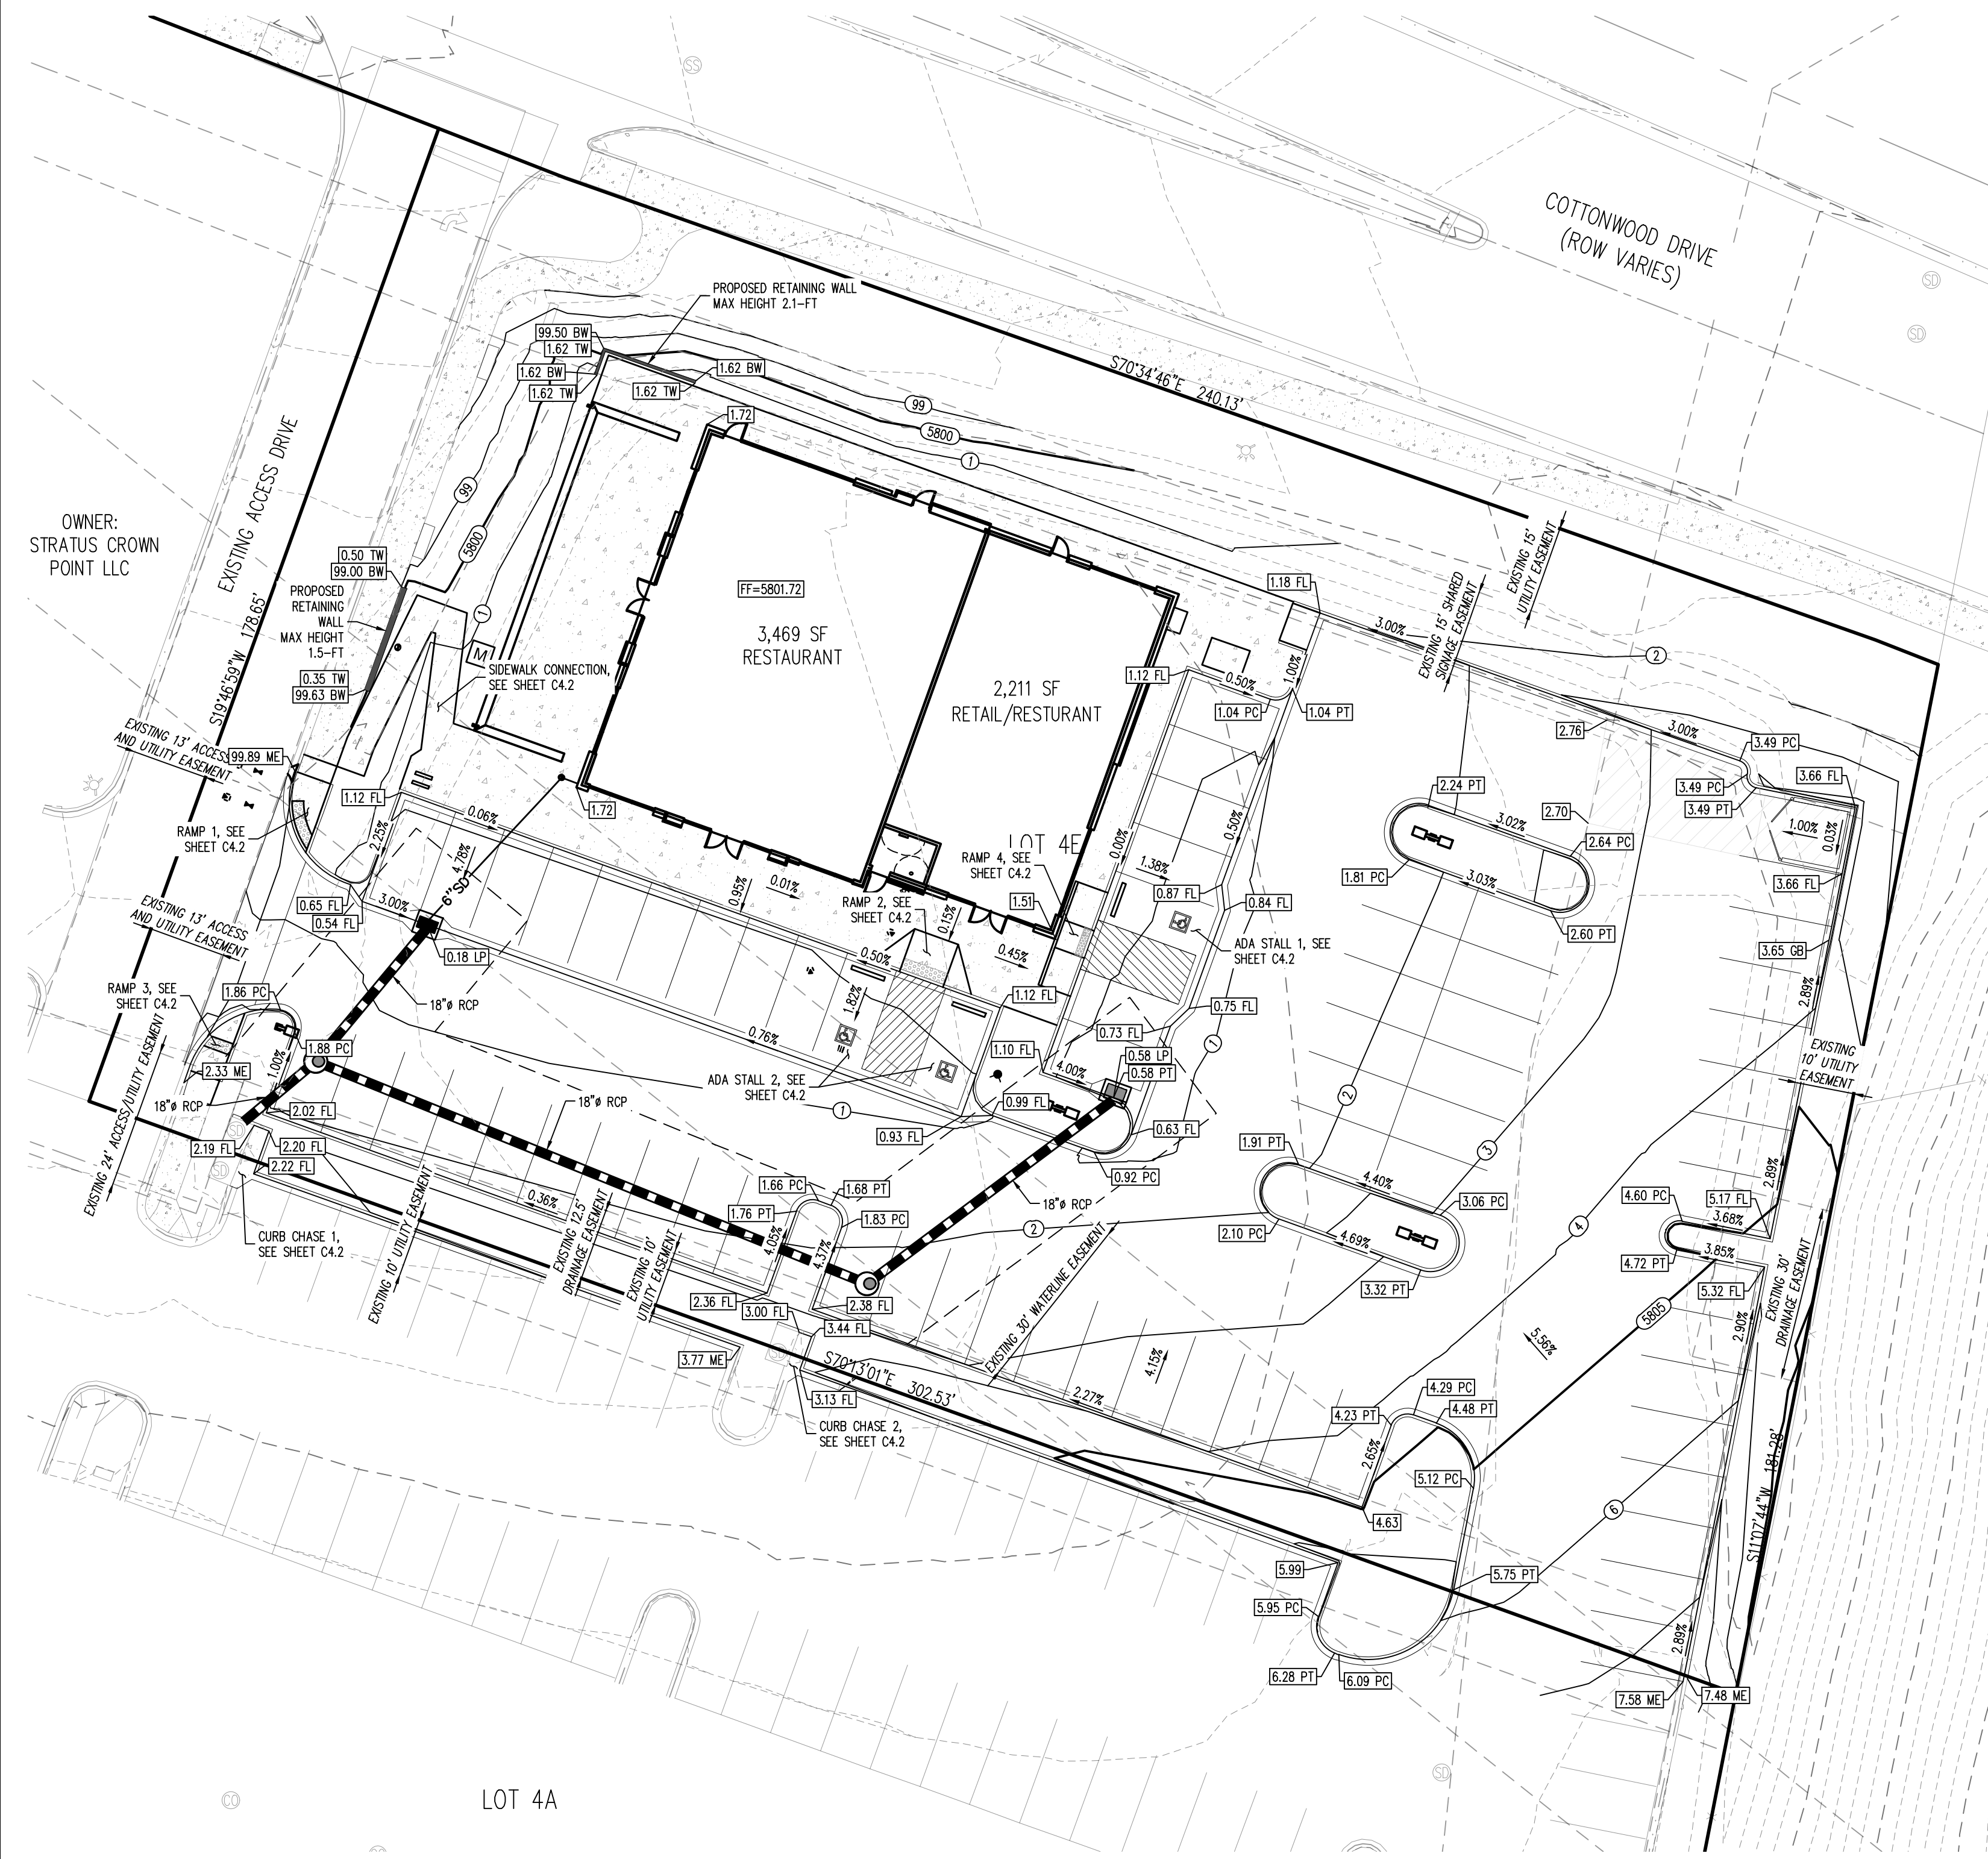 SS
COTTONWOOD DRIVE
(ROW VARIES)
SD
SD
PROPOSED RETAINING WALL
MAX HEIGHT 2.1-FT
99.50 BW
1.62 TW
1.62 BW
1.62 TW
1.62 BW
1.62 TW
S70°34'46"E 240.13'
99
5800
1
1.72
99
5800
1
EXISTING ACCESS DRIVE
OWNER:
STRATUS CROWN
POINT LLC
S19°46'59"W 178.65'
0.50 TW
99.00 BW
PROPOSED
RETAINING
WALL
MAX HEIGHT
1.5-FT
0.35 TW
99.63 BW
M
SIDEWALK CONNECTION,
SEE SHEET C4.2
FF=5801.72
3,469 SF
RESTAURANT
2,211 SF
RETAIL/RESTURANT
LOT 4E
1.18 FL
3.00%
EXISTING 15' SHARED
SIGNAGE EASEMENT
EXISTING 15'
UTILITY EASEMENT
2
1.12 FL
0.50%
1.00%
1.04 PC
1.04 PT
2.76
3.00%
3.49 PC
3.49 PC
3.49 PT
3.66 FL
1.00%
0.03%
3.66 FL
3.65 GB
2.89%
EXISTING 13' ACCESS
AND UTILITY EASEMENT
99.89 ME
1.12 FL
RAMP 1, SEE
SHEET C4.2
2.25%
0.06%
4.78%
6"SD
1.72
0.65 FL
0.54 FL
3.00%
0.18 LP
EXISTING 13' ACCESS
AND UTILITY EASEMENT
0.95%
0.01%
RAMP 2, SEE
SHEET C4.2
0.15%
0.45%
0.50%
1.51
RAMP 4, SEE
SHEET C4.2
0.00%
1.38%
0.50%
0.87 FL
0.84 FL
ADA STALL 1, SEE
SHEET C4.2
0.75 FL
0.73 FL
1
2.24 PT
3.02%
2.70
2.64 PC
1.81 PC
3.03%
2.60 PT
RAMP 3, SEE
SHEET C4.2
1.86 PC
1.88 PC
1.00%
2.33 ME
18"ø RCP
18"ø RCP
18"ø RCP
18"ø RCP
0.76%
1.82%
ADA STALL 2, SEE
SHEET C4.2
1
1.12 FL
1.10 FL
4.00%
0.58 LP
0.58 PT
0.99 FL
0.93 FL
0.63 FL
0.92 PC
2.02 FL
2.19 FL
2.20 FL
2.22 FL
SD
SD
EXISTING 24' ACCESS/UTILITY EASEMENT
CURB CHASE 1,
SEE SHEET C4.2
EXISTING 10' UTILITY EASEMENT
0.36%
EXISTING 12.5'
DRAINAGE EASEMENT
EXISTING 10'
UTILITY EASEMENT
1.66 PC
1.68 PT
1.76 PT
1.83 PC
4.05%
4.37%
2
2.36 FL
3.00 FL
2.38 FL
3.44 FL
3.77 ME
SD
3.13 FL
S70°13'01"E 302.53'
CURB CHASE 2,
SEE SHEET C4.2
EXISTING 30' WATERLINE EASEMENT
2
3
4
1.91 PT
4.40%
3.06 PC
2.10 PC
4.69%
3.32 PT
4.15%
2.27%
4.60 PC
5.17 FL
3.68%
3.85%
4.72 PT
5.32 FL
2.89%
EXISTING
10' UTILITY
EASEMENT
EXISTING 30'
DRAINAGE EASEMENT
5805
5.56%
2.90%
4.29 PC
4.48 PT
4.23 PT
2.65%
5.12 PC
4.63
6
S11°07'44"W 181.28'
5.99
5.75 PT
5.95 PC
6.28 PT
6.09 PC
2.89%
7.58 ME
7.48 ME
SD
CO
LOT 4A